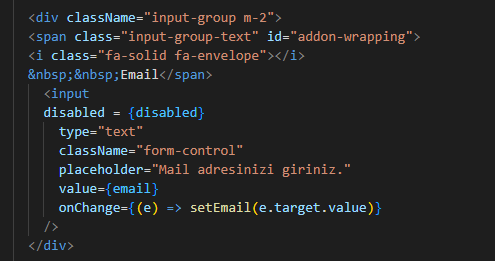 <div className="input-group m-2">
<span class="input-group-text" id="addon-wrapping">
<i class="fa-solid fa-envelope"></i>
&nbsp;&nbsp;Email</span>
<input
disabled = {disabled}
type="text"
className="form-control"
placeholder="Mail adresinizi giriniz."
value={email}
onChange={(e) => setEmail(e.target.value)}
/>
</div>